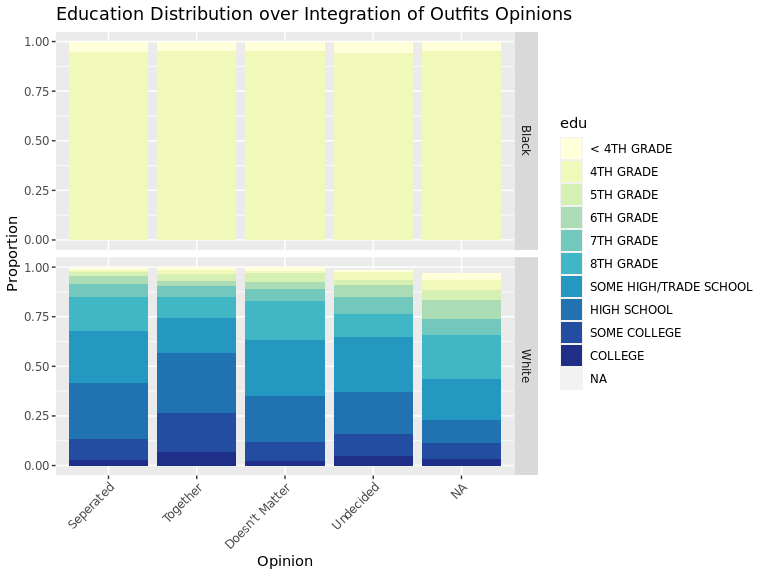 Education Distribution over Integration of Outfits Opinions
Proportion
1.00
0.75
0.50
0.25
0.00
Black
1.00
0.75
0.50
0.25
0.00
White
Seperated
Together
Doesn't Matter
Undecided
NA
Opinion
edu
< 4TH GRADE
4TH GRADE
5TH GRADE
6TH GRADE
7TH GRADE
8TH GRADE
SOME HIGH/TRADE SCHOOL
HIGH SCHOOL
SOME COLLEGE
COLLEGE
NA